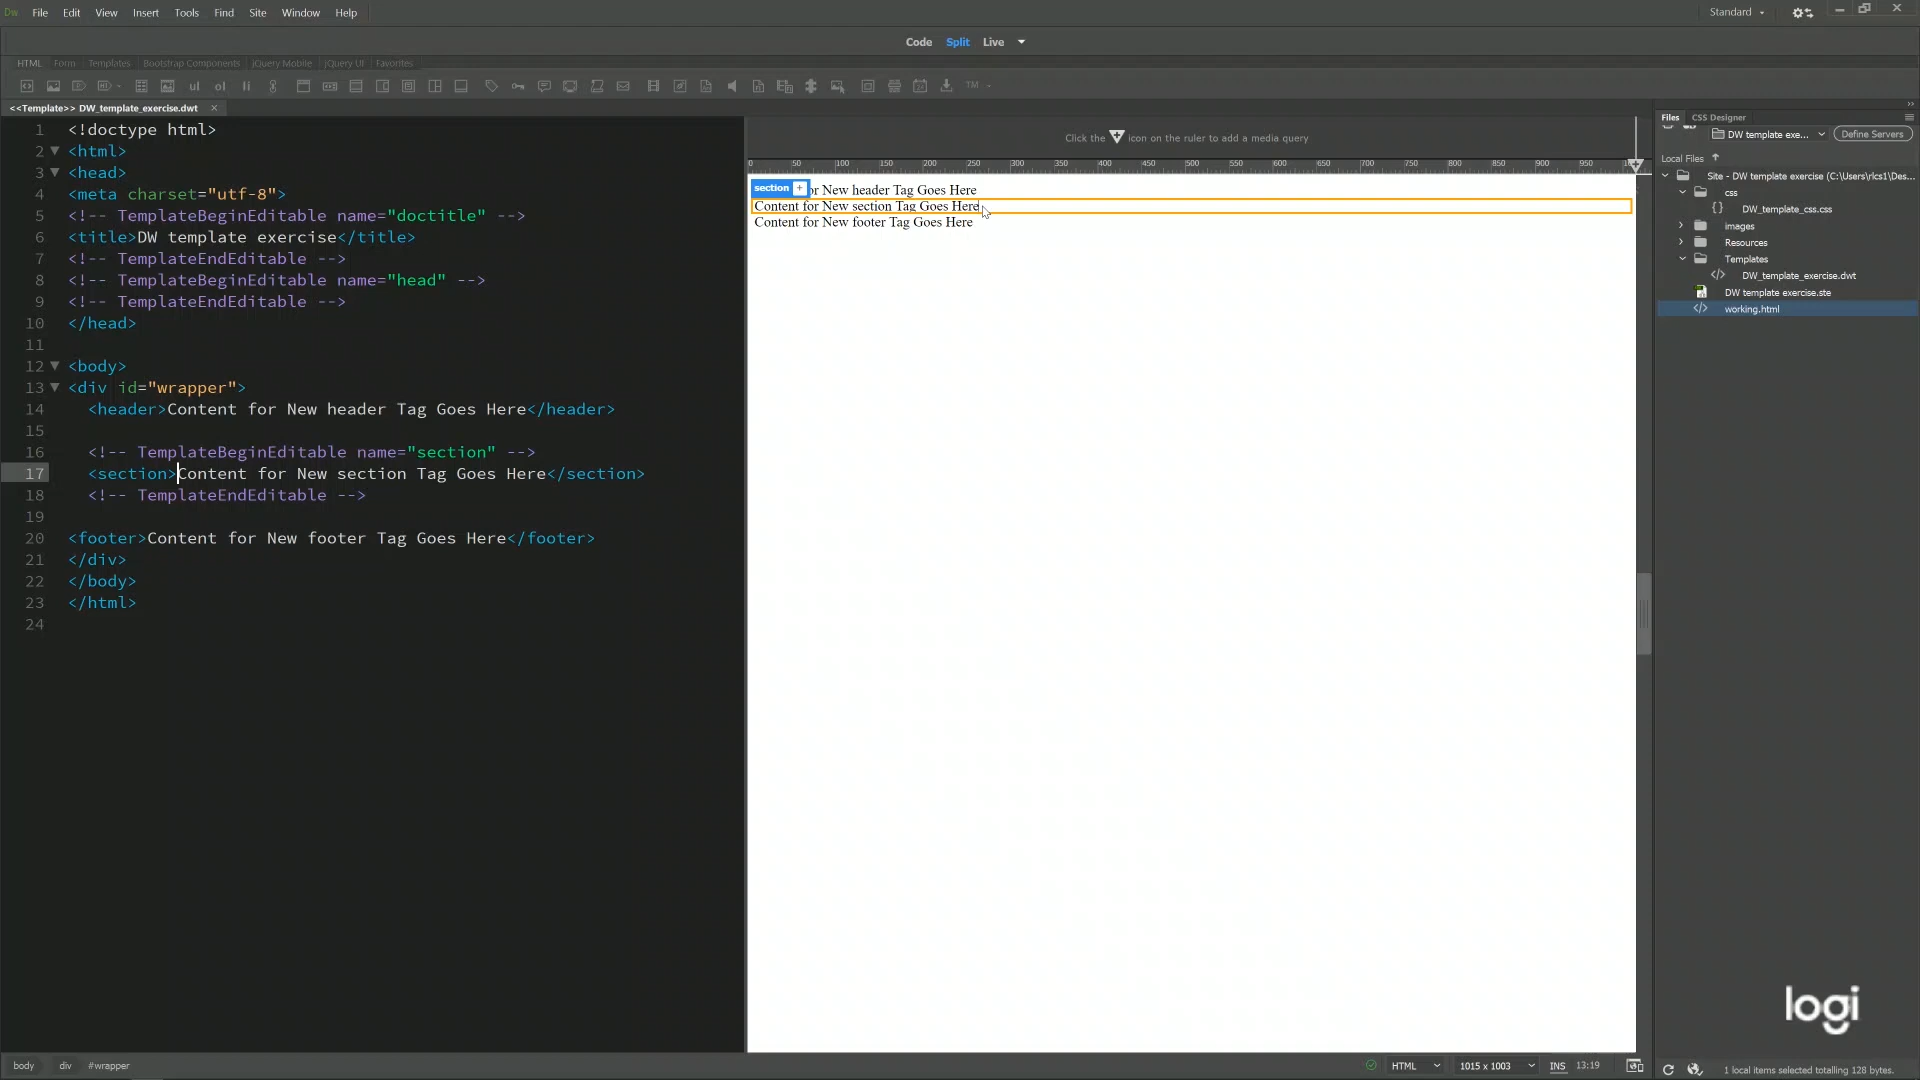 Dw File Edit View Insert Tools Find Site Window Help Standard
Code Split Live
HTML Form Templates Bootstrap Components jQuery Mobile jQuery UI Favorites
ul ol li TM
<<Template>> DW_template_exercise.dwt ×
1 <!doctype html>
2 <html>
3 <head>
4 <meta charset="utf-8">
5 <!-- TemplateBeginEditable name="doctitle" -->
6 <title>DW template exercise</title>
7 <!-- TemplateEndEditable -->
8 <!-- TemplateBeginEditable name="head" -->
9 <!-- TemplateEndEditable -->
10 </head>
11
12 <body>
13 <div id="wrapper">
14 <header>Content for New header Tag Goes Here</header>
15
16 <!-- TemplateBeginEditable name="section" -->
17 <section>Content for New section Tag Goes Here</section>
18 <!-- TemplateEndEditable -->
19
20 <footer>Content for New footer Tag Goes Here</footer>
21 </div>
22 </body>
23 </html>
24
Click the icon on the ruler to add a media query
0 50 100 150 200 250 300 350 400 450 500 550 600 650 700 750 800 850 900 950
section + or New header Tag Goes Here
Content for New section Tag Goes Here
Content for New footer Tag Goes Here
Files CSS Designer
DW template exe... Define Servers
Local Files
Site - DW template exercise (C:\Users\rlcs1\Des...
css
DW_template_css.css
images
Resources
Templates
DW_template_exercise.dwt
DW template exercise.ste
working.html
logi
body div #wrapper
HTML 1015 x 1003 INS 13:19
1 local items selected totalling 128 bytes.